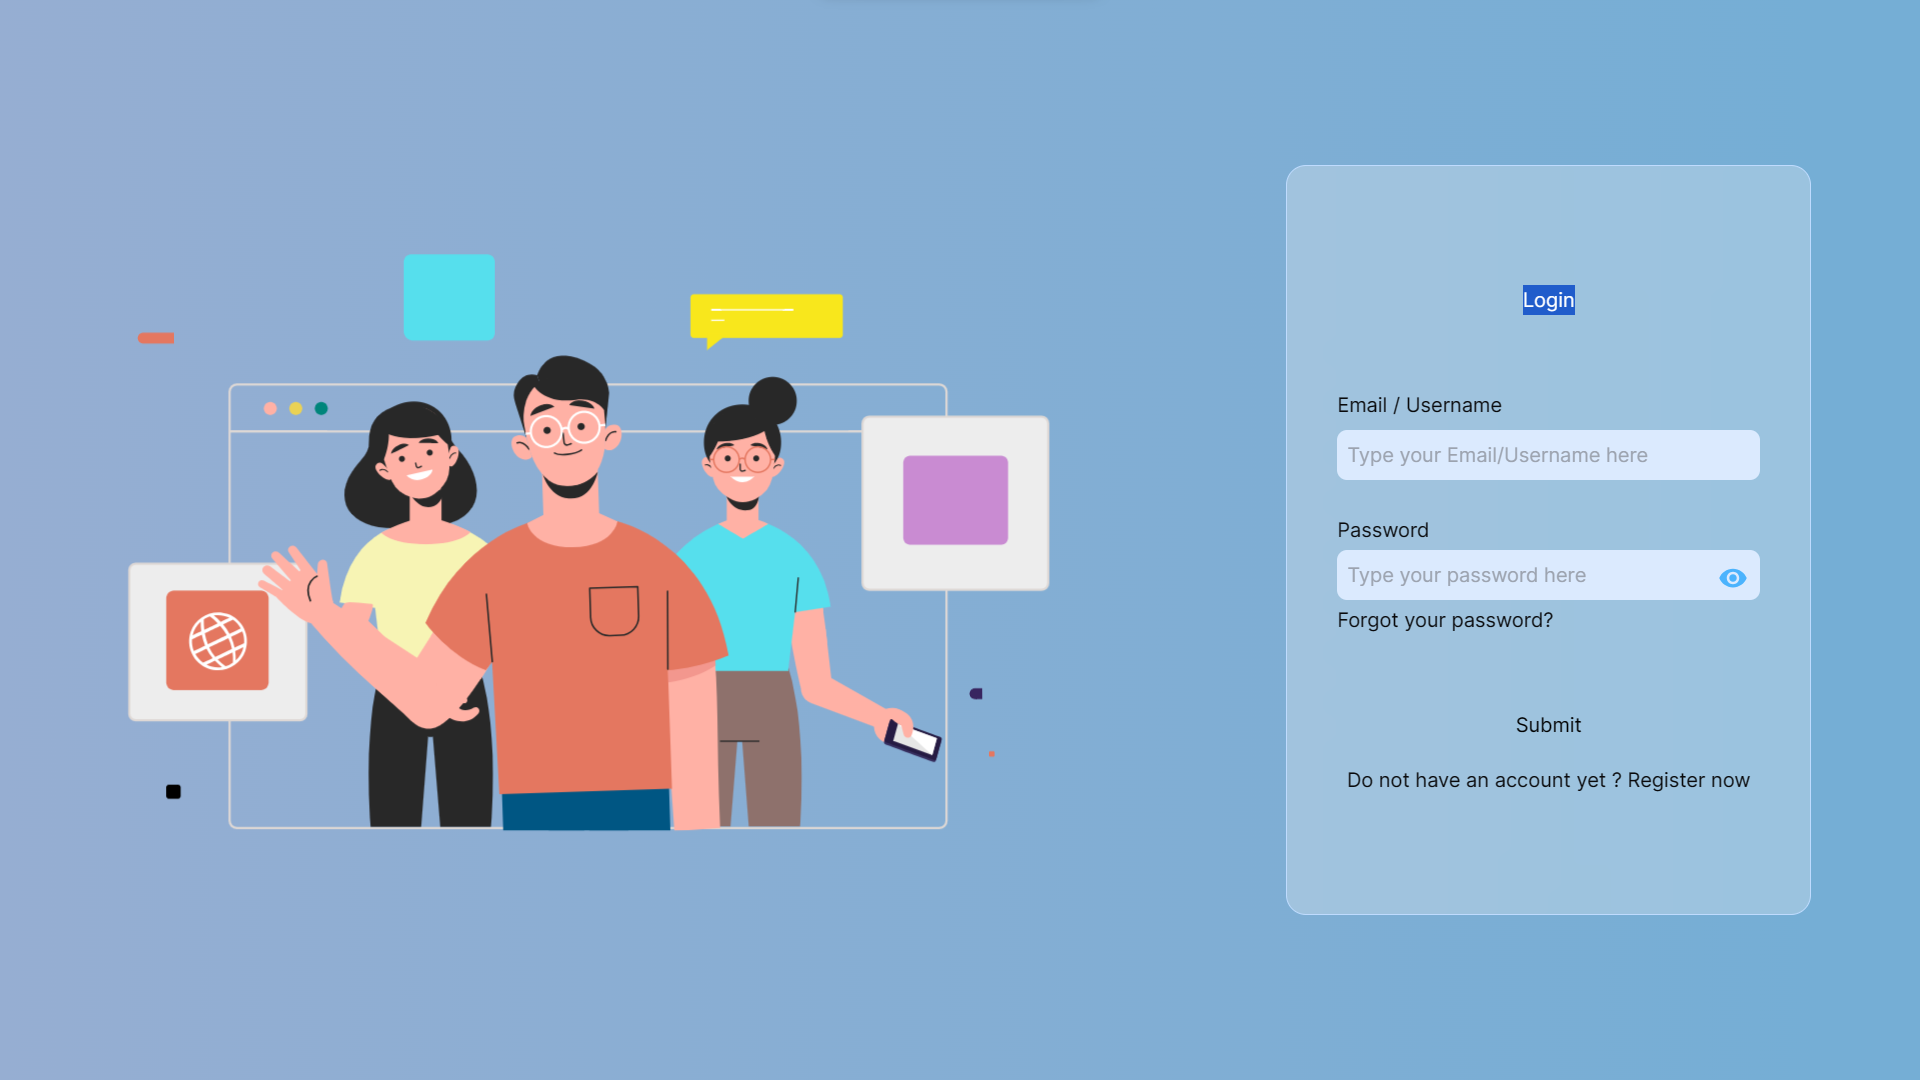 Login
Email / Username
Type your Email/Username here
Password
Type your password here
Forgot your password?
Submit
Do not have an account yet ? Register now